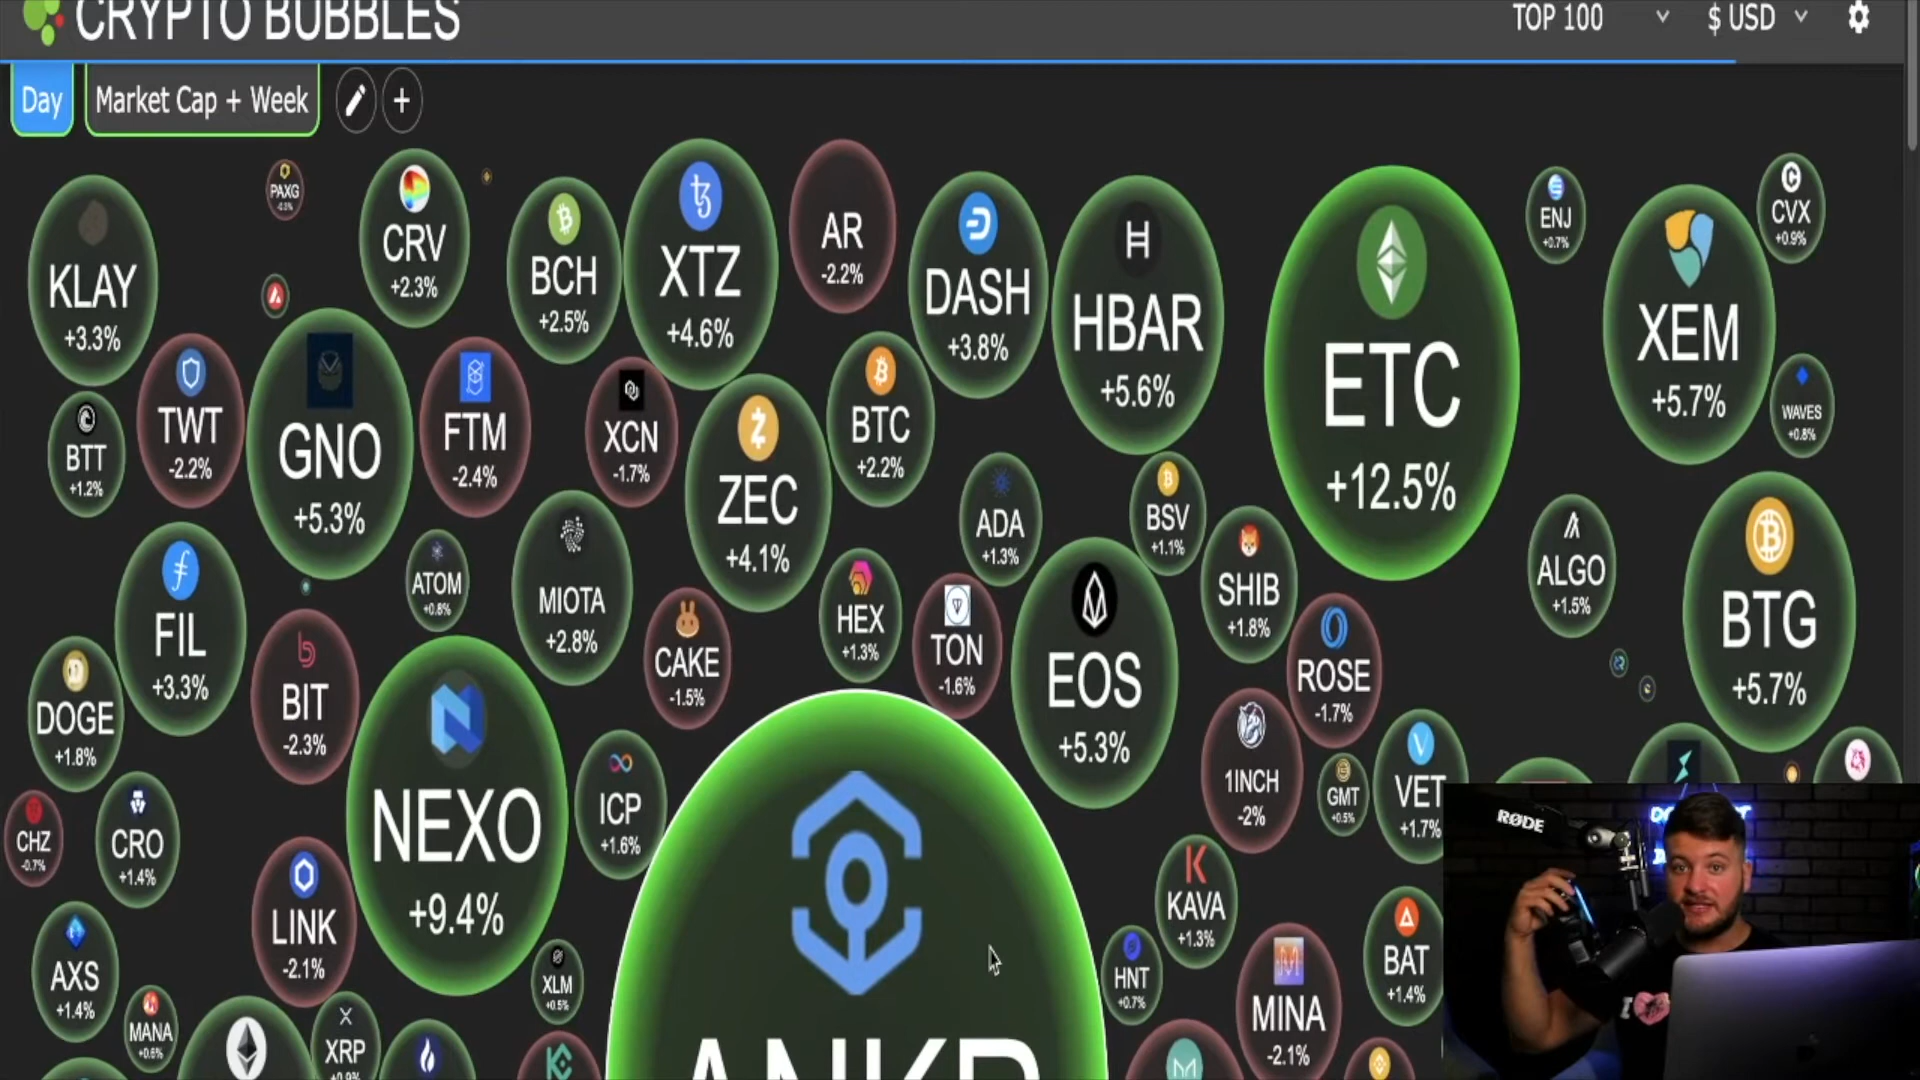 CRYPTO BUBBLES
TOP 100
$ USD
Day
Market Cap + Week
KLAY
+3.3%
PAXG
CRV
+2.3%
BCH
+2.5%
XTZ
+4.6%
AR
-2.2%
DASH
+3.8%
HBAR
+5.6%
ETC
+12.5%
ENJ
+0.7%
XEM
+5.7%
CVX
+0.9%
BTT
+1.2%
TWT
-2.2%
GNO
+5.3%
FTM
-2.4%
XCN
-1.7%
ZEC
+4.1%
BTC
+2.2%
ADA
+1.3%
BSV
+1.1%
WAVES
+0.8%
FIL
+3.3%
ATOM
+0.8%
MIOTA
+2.8%
CAKE
-1.5%
HEX
+1.3%
TON
-1.6%
EOS
+5.3%
SHIB
+1.8%
ROSE
-1.7%
ALGO
+1.5%
BTG
+5.7%
DOGE
+1.8%
BIT
-2.3%
NEXO
+9.4%
ICP
+1.6%
1INCH
-2%
GMT
+0.5%
VET
+1.7%
CHZ
-0.7%
CRO
+1.4%
LINK
-2.1%
KAVA
+1.3%
RØDE
AXS
+1.4%
MANA
+0.6%
XRP
+0.9%
XLM
+0.5%
ANKR
HNT
+0.7%
MINA
-2.1%
BAT
+1.4%
I